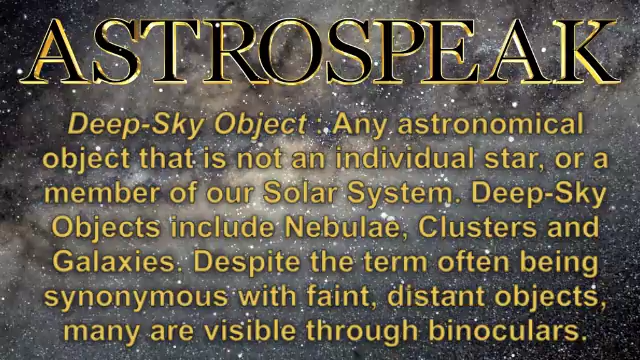 ASTROSPEAK
Deep-Sky Object : Any astronomical
object that is not an individual star, or a
member of our Solar System. Deep-Sky
Objects include Nebulae, Clusters and
Galaxies. Despite the term often being
synonymous with faint, distant objects,
many are visible through binoculars.